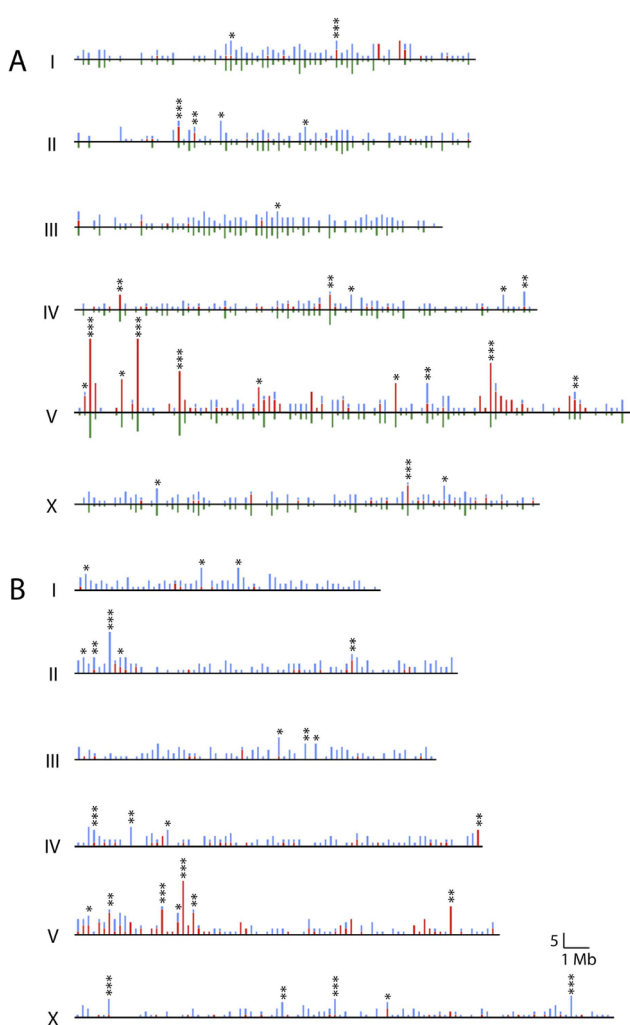 A
* ***
I
*** ** * *
II
*
III
** ** * * **
IV
* *** * *** *** * * ** *** **
V
* *** *
X
B
* * *
I
* ** *** * **
II
* ** *
III
*** ** * **
IV
* ** *** * *** ** **
V
5
1 Mb
*** ** *** * ***
X